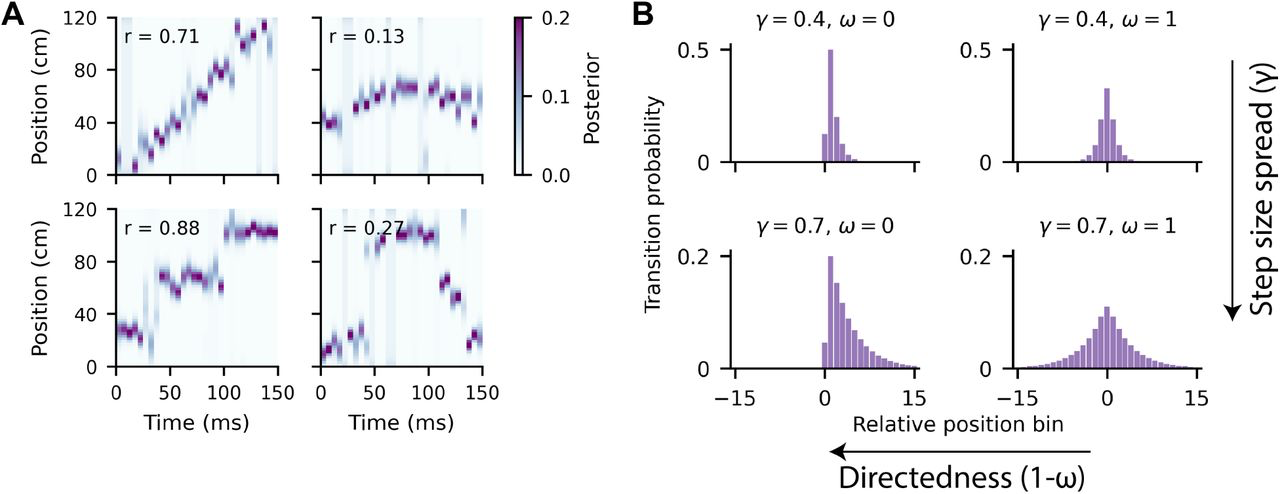 A
r = 0.71
r = 0.13
120
80
40
0
Position (cm)
0.2
0.1
0.0
Posterior
r = 0.88
r = 0.27
120
80
40
0
Position (cm)
0 50 100 150
0 50 100 150
Time (ms)
Time (ms)
B
γ = 0.4, ω = 0
γ = 0.4, ω = 1
0.5
0
0.5
0
Transition probability
γ = 0.7, ω = 0
γ = 0.7, ω = 1
0.2
0
0.2
0
−15 0 15
−15 0 15
Relative position bin
Directedness (1-ω)
Step size spread (γ)